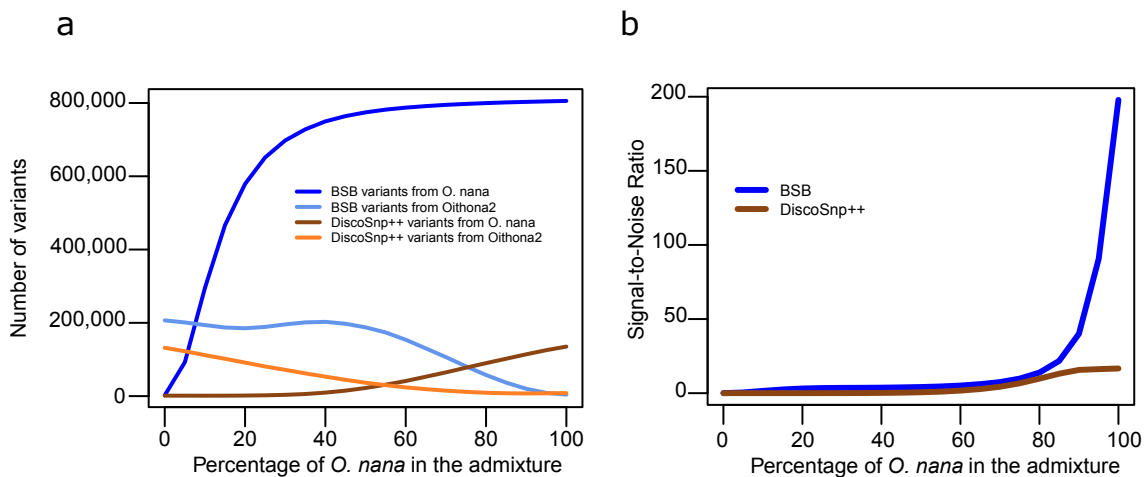 a
Number of variants
800,000
600,000
400,000
200,000
0
BSB variants from O. nana
BSB variants from Oithona2
DiscoSnp++ variants from O. nana
DiscoSnp++ variants from Oithona2
0 20 40 60 80 100
Percentage of O. nana in the admixture
b
Signal-to-Noise Ratio
200
150
100
50
0
BSB
DiscoSnp++
0 20 40 60 80 100
Percentage of O. nana in the admixture